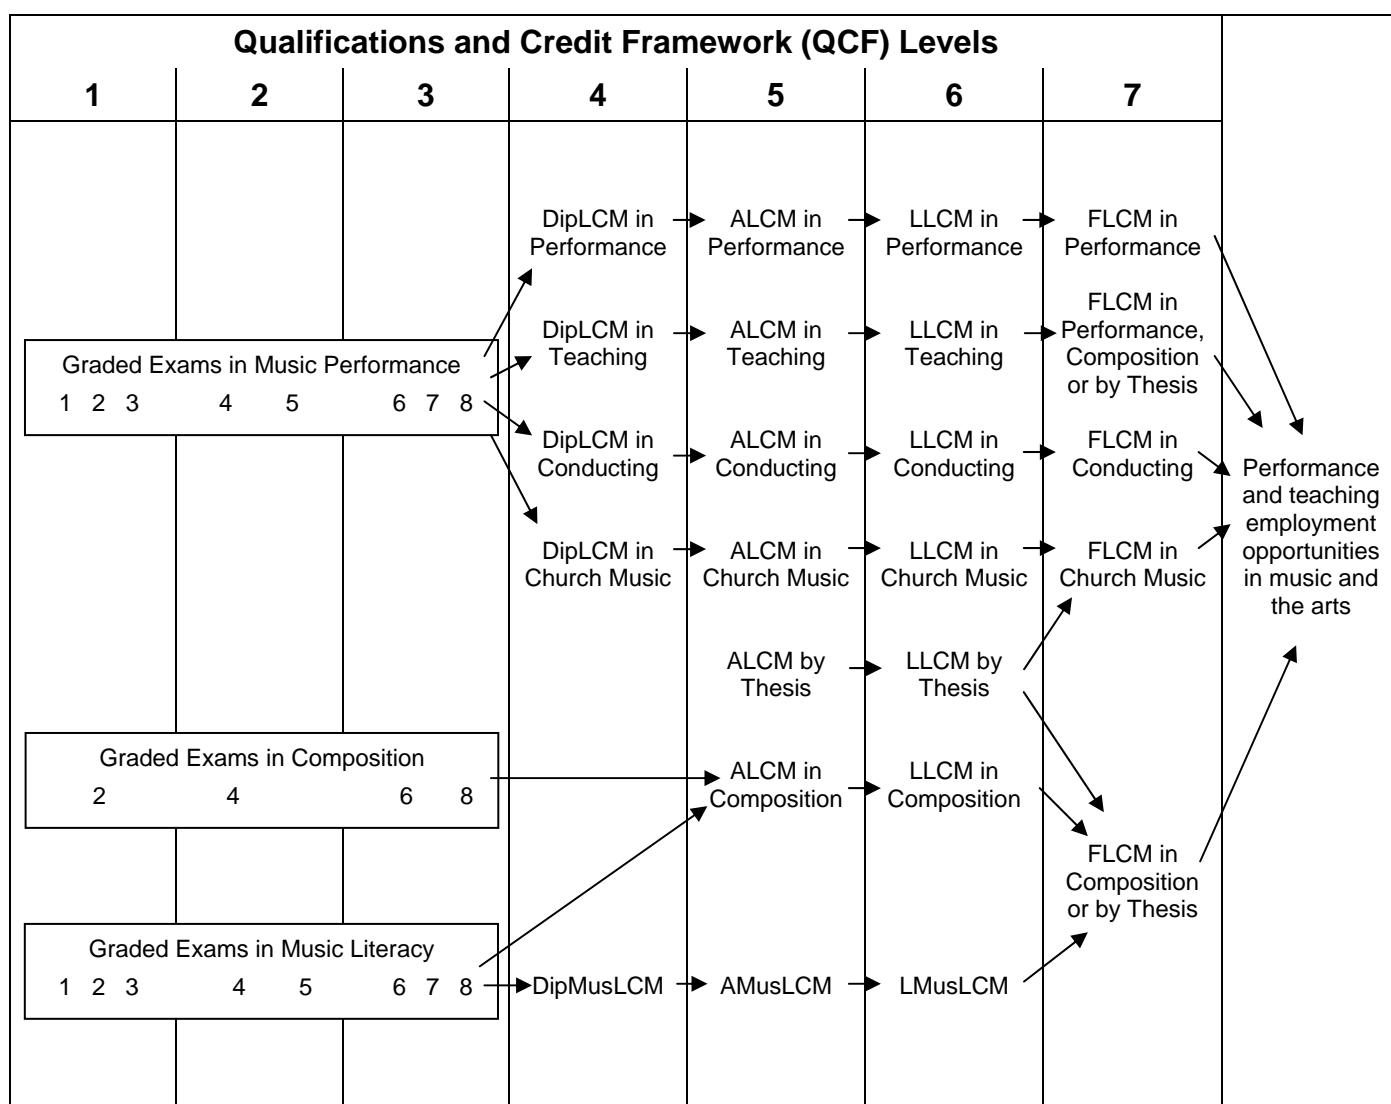 Qualifications and Credit Framework (QCF) Levels
1 2 3 4 5 6 7
DipLCM in
Performance
ALCM in
Performance
LLCM in
Performance
FLCM in
Performance
Graded Exams in Music Performance
1 2 3 4 5 6 7 8
DipLCM in
Teaching
ALCM in
Teaching
LLCM in
Teaching
FLCM in
Performance,
Composition
or by Thesis
DipLCM in
Conducting
ALCM in
Conducting
LLCM in
Conducting
FLCM in
Conducting
DipLCM in
Church Music
ALCM in
Church Music
LLCM in
Church Music
FLCM in
Church Music
Performance
and teaching
employment
opportunities
in music and
the arts
ALCM by
Thesis
LLCM by
Thesis
Graded Exams in Composition
2 4 6 8
ALCM in
Composition
LLCM in
Composition
FLCM in
Composition
or by Thesis
Graded Exams in Music Literacy
1 2 3 4 5 6 7 8
DipMusLCM
AMusLCM
LMusLCM